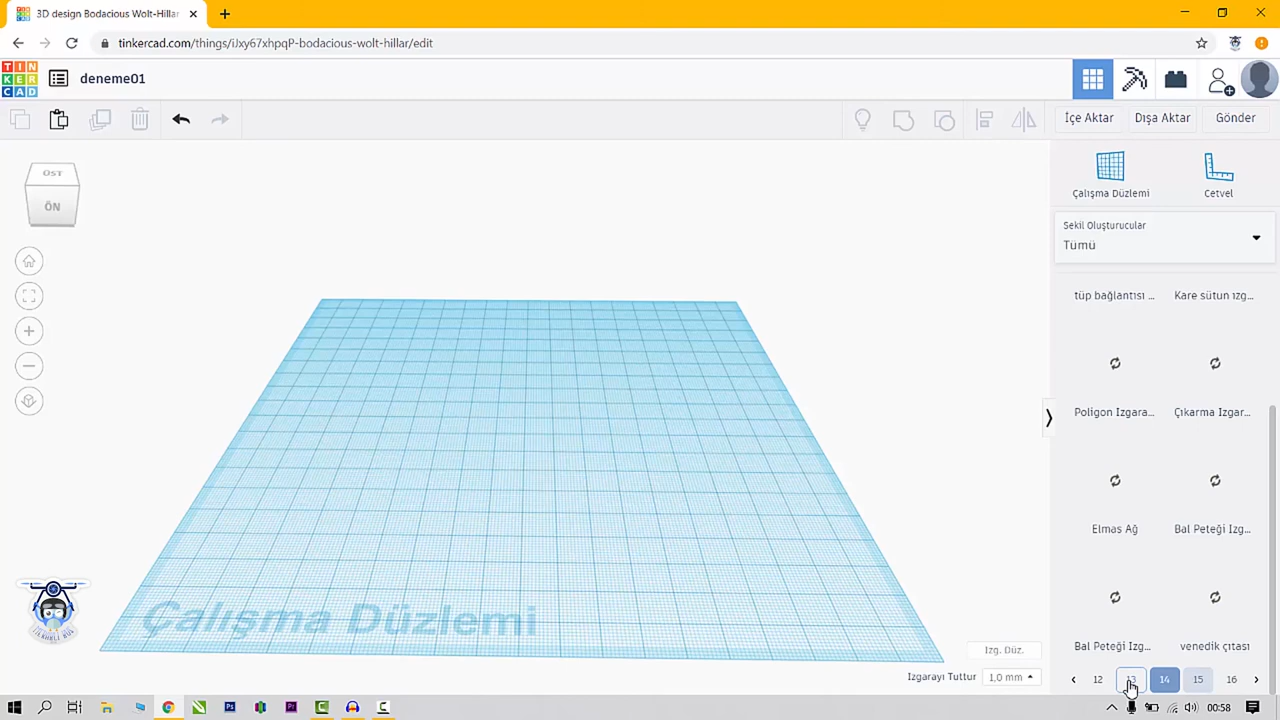 3D design Bodacious Wolt-Hillar
tinkercad.com/things/iJxy67xhpqP-bodacious-wolt-hillar/edit
TIN
KER
CAD
deneme01
İçe Aktar
Dışa Aktar
Gönder
ÖST
ÖN
Çalışma Düzlemi
Cetvel
Şekil Oluşturucular
Tümü
tüp bağlantısı ...
Kare sütun ızg...
Poligon Izgara...
Çıkarma Izgar...
Elmas Ağ
Bal Peteği Izg...
Bal Peteği Izg...
venedik çıtası
Çalışma Düzlemi
Izg. Düz.
Izgarayı Tuttur
1,0 mm
12
13
14
15
16
00:58